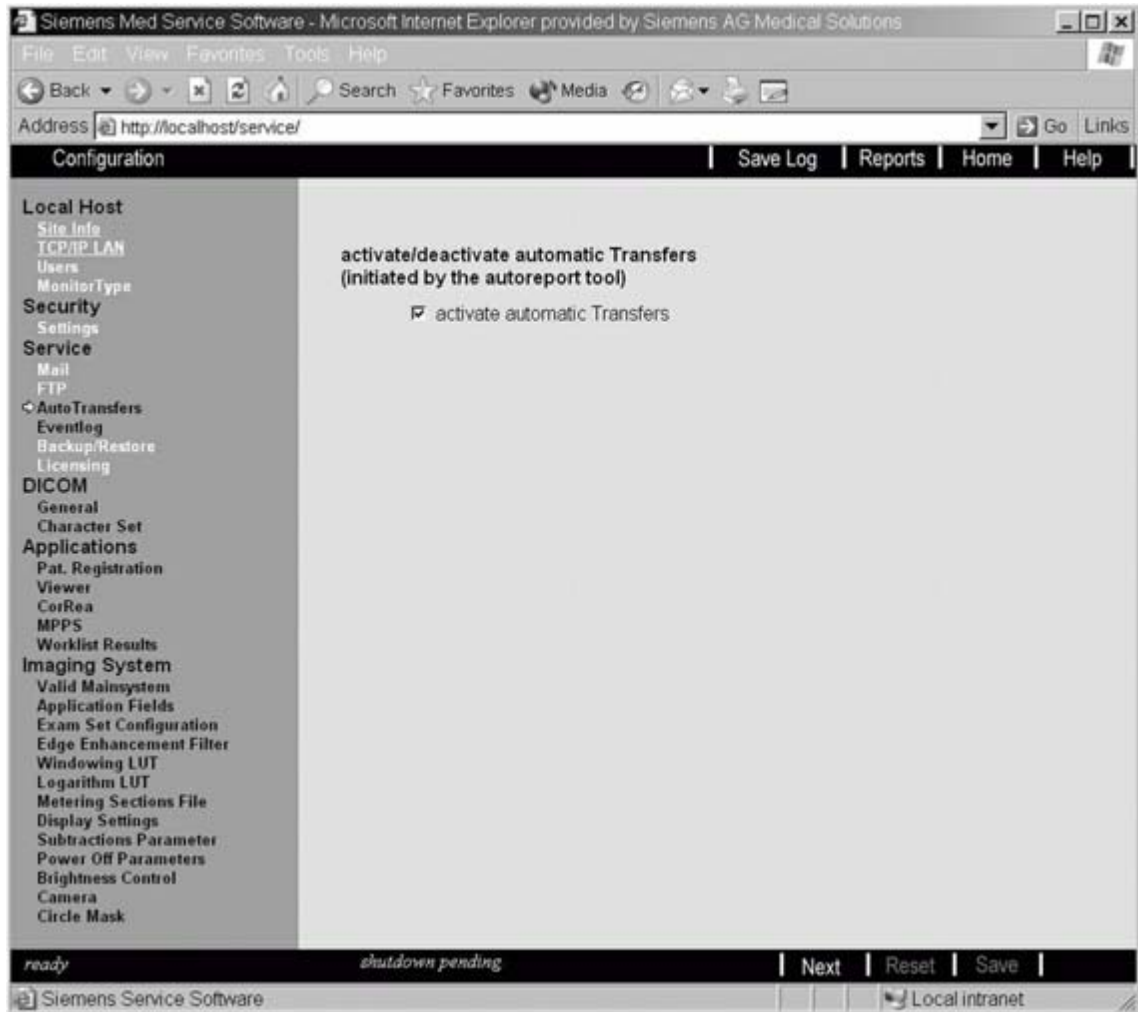 Siemens Med Service Software - Microsoft Internet Explorer provided by Siemens AG Medical Solutions
File Edit View Favorites Tools Help
Back Search Favorites Media
Address http://localhost/service/ Go Links
Configuration Save Log Reports Home Help
Local Host
Site Info
TCP/IP LAN
Users
MonitorType
Security
Settings
Service
Mail
FTP
AutoTransfers
Eventlog
Backup/Restore
Licensing
DICOM
General
Character Set
Applications
Pat. Registration
Viewer
CorRea
MPPS
Worklist Results
Imaging System
Valid Mainsystem
Application Fields
Exam Set Configuration
Edge Enhancement Filter
Windowing LUT
Logarithm LUT
Metering Sections File
Display Settings
Subtractions Parameter
Power Off Parameters
Brightness Control
Camera
Circle Mask
activate/deactivate automatic Transfers
(initiated by the autoreport tool)
activate automatic Transfers
ready shutdown pending Next Reset Save
Siemens Service Software Local intranet